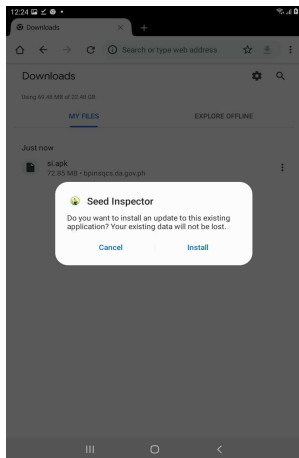 12:24
Downloads
Search or type web address
Downloads
Using 69.48 MB of 22.48 GB
MY FILES
EXPLORE OFFLINE
Just now
si.apk
72.85 MB • bpinsqcs.da.gov.ph
Seed Inspector
Do you want to install an update to this existing
application? Your existing data will not be lost.
Cancel
Install